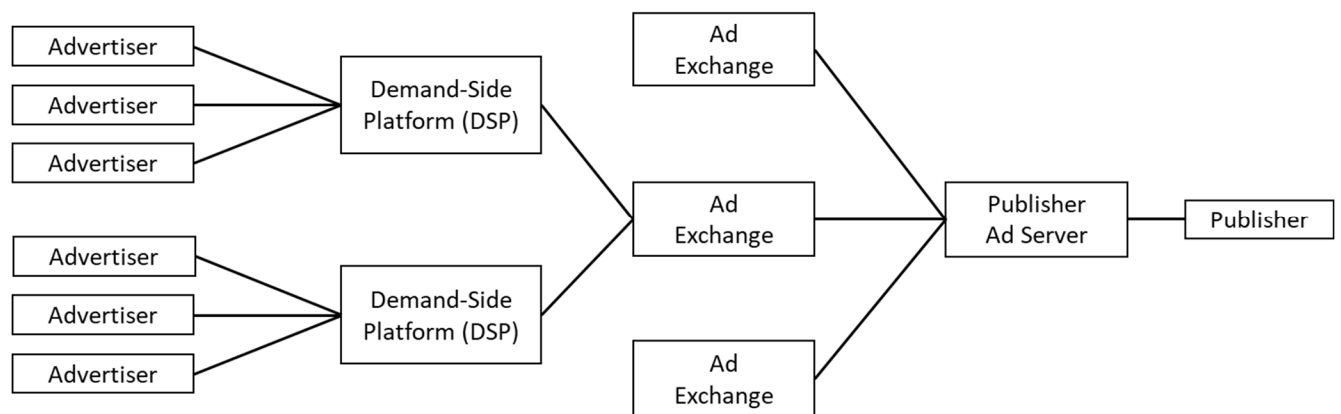 Advertiser
Advertiser
Advertiser
Demand-Side
Platform (DSP)
Advertiser
Advertiser
Advertiser
Demand-Side
Platform (DSP)
Ad
Exchange
Ad
Exchange
Ad
Exchange
Publisher
Ad Server
Publisher